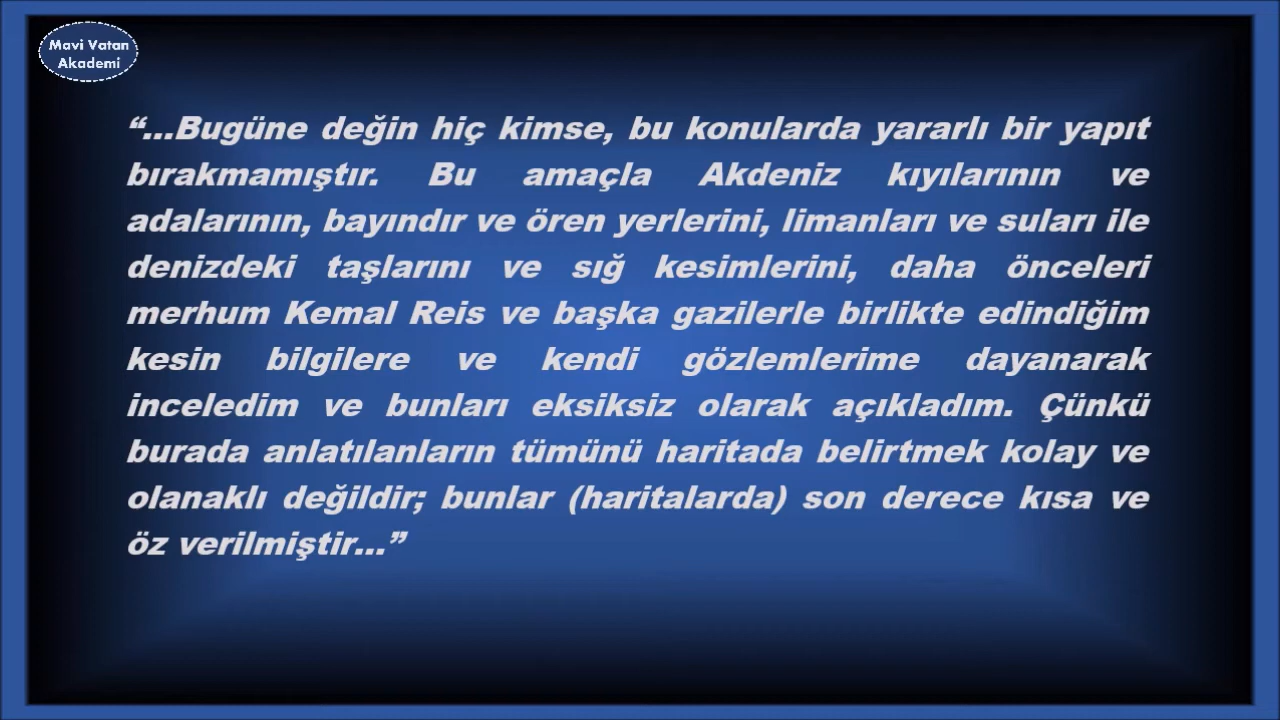 Mavi Vatan
Akademi
“...Bugüne değin hiç kimse, bu konularda yararlı bir yapıt
bırakmamıştır. Bu amaçla Akdeniz kıyılarının ve
adalarının, bayındır ve ören yerlerini, limanları ve suları ile
denizdeki taşlarını ve sığ kesimlerini, daha önceleri
merhum Kemal Reis ve başka gazilerle birlikte edindiğim
kesin bilgilere ve kendi gözlemlerime dayanarak
inceledim ve bunları eksiksiz olarak açıkladım. Çünkü
burada anlatılanların tümünü haritada belirtmek kolay ve
olanaklı değildir; bunlar (haritalarda) son derece kısa ve
öz verilmiştir...”